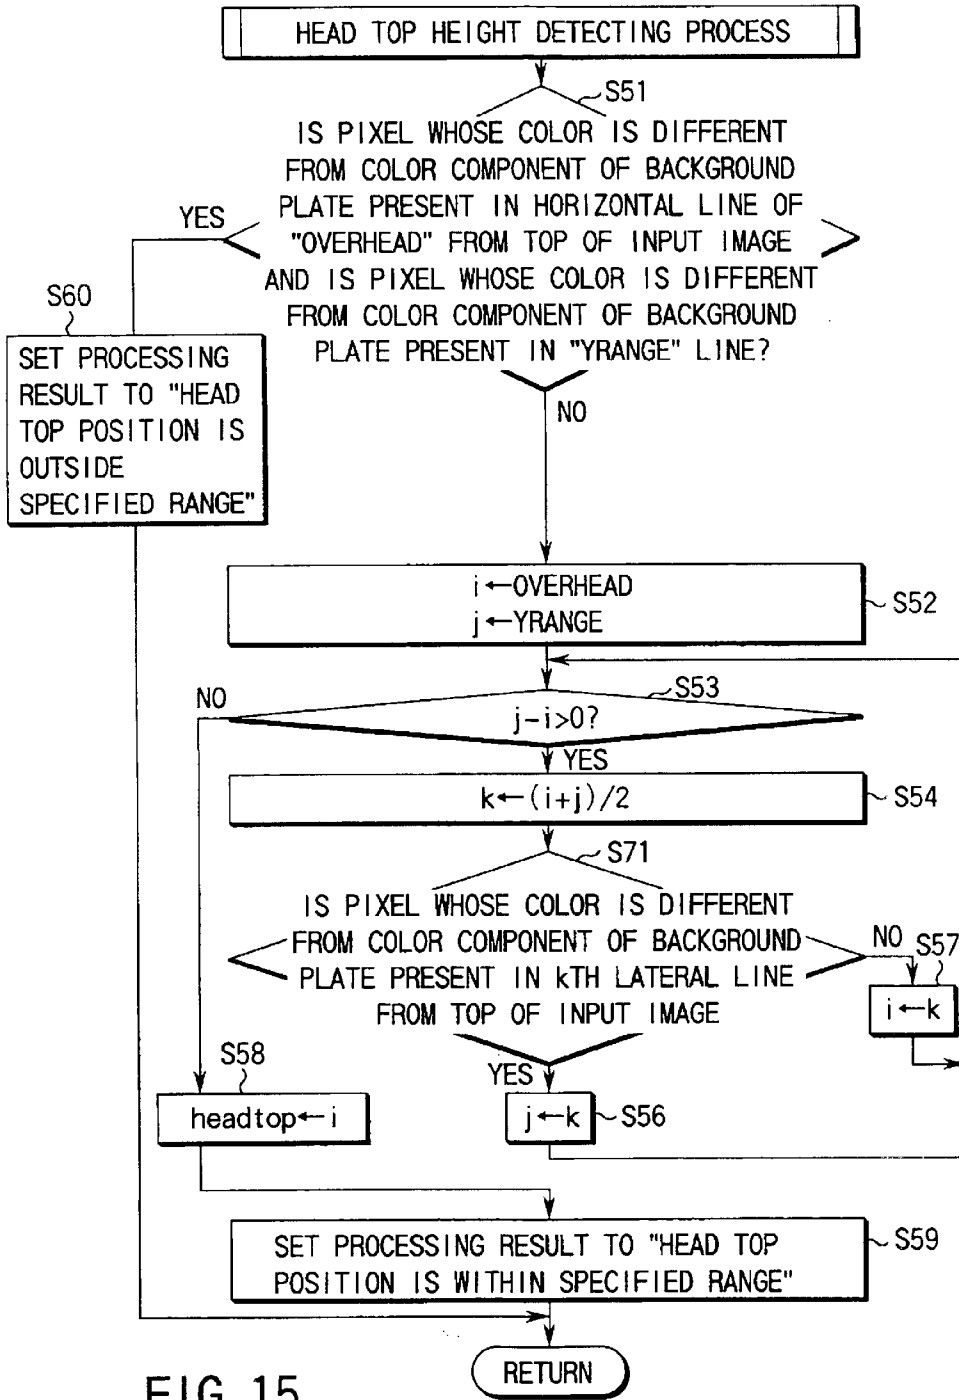 HEAD TOP HEIGHT DETECTING PROCESS
S51
IS PIXEL WHOSE COLOR IS DIFFERENT
FROM COLOR COMPONENT OF BACKGROUND
PLATE PRESENT IN HORIZONTAL LINE OF
"OVERHEAD" FROM TOP OF INPUT IMAGE
AND IS PIXEL WHOSE COLOR IS DIFFERENT
FROM COLOR COMPONENT OF BACKGROUND
PLATE PRESENT IN "YRANGE" LINE?
YES
NO
S60
SET PROCESSING
RESULT TO "HEAD
TOP POSITION IS
OUTSIDE
SPECIFIED RANGE"
i←OVERHEAD
j←YRANGE
S52
S53
j-i>0?
NO
YES
k←(i+j)/2
S54
S71
IS PIXEL WHOSE COLOR IS DIFFERENT
FROM COLOR COMPONENT OF BACKGROUND
PLATE PRESENT IN kTH LATERAL LINE
FROM TOP OF INPUT IMAGE
NO
S57
i←k
YES
S58
headtop←i
j←k
S56
SET PROCESSING RESULT TO "HEAD TOP
POSITION IS WITHIN SPECIFIED RANGE"
S59
RETURN
FIG. 15